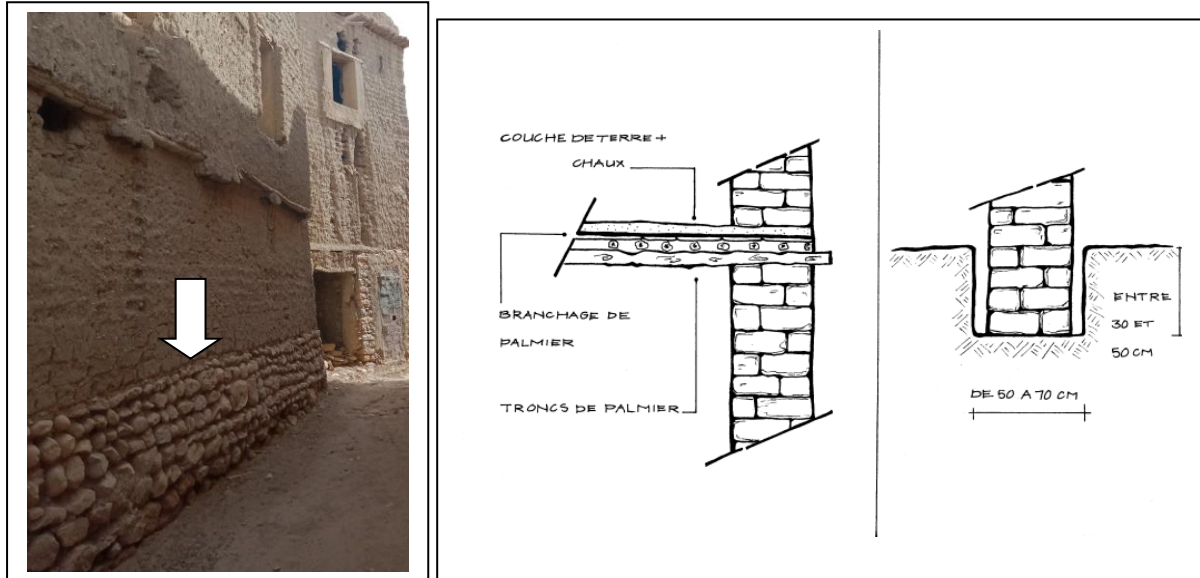 COUCHE DE TERRE +
CHAUX
BRANCHAGE DE
PALMIER
TRONCS DE PALMIER
ENTRE
30 ET
50 CM
DE 50 A 70 CM